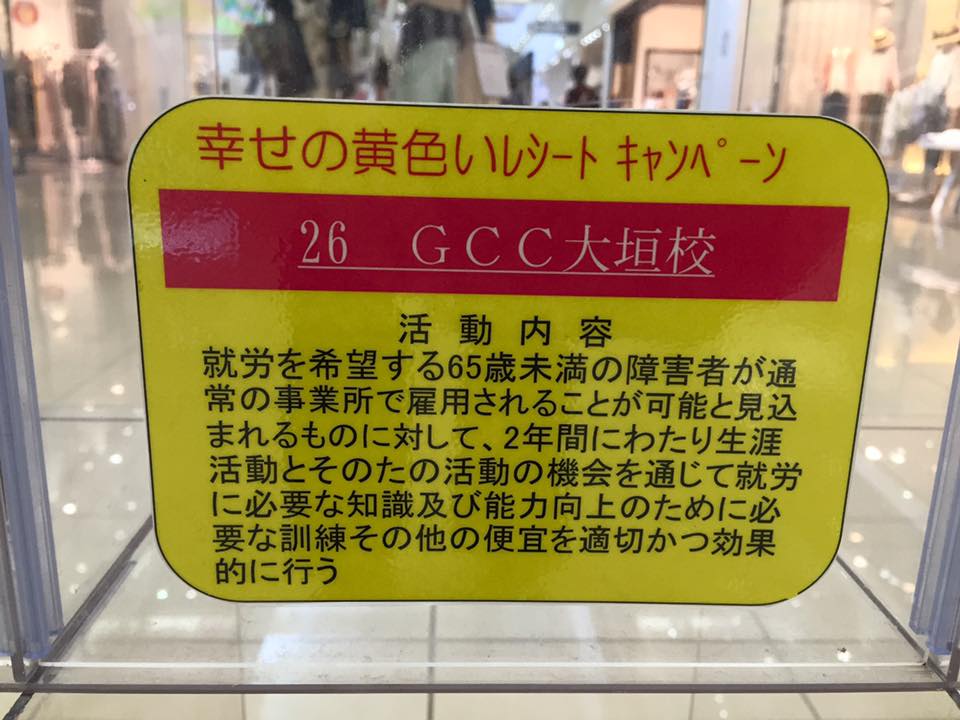 幸せの黄色いﾚｼｰﾄ ｷｬﾝﾍﾟｰﾝ
26　ＧＣＣ大垣校
活 動 内 容
就労を希望する65歳未満の障害者が通
常の事業所で雇用されることが可能と見込
まれるものに対して、2年間にわたり生涯
活動とそのたの活動の機会を通じて就労
に必要な知識及び能力向上のために必
要な訓練その他の便宜を適切かつ効果
的に行う